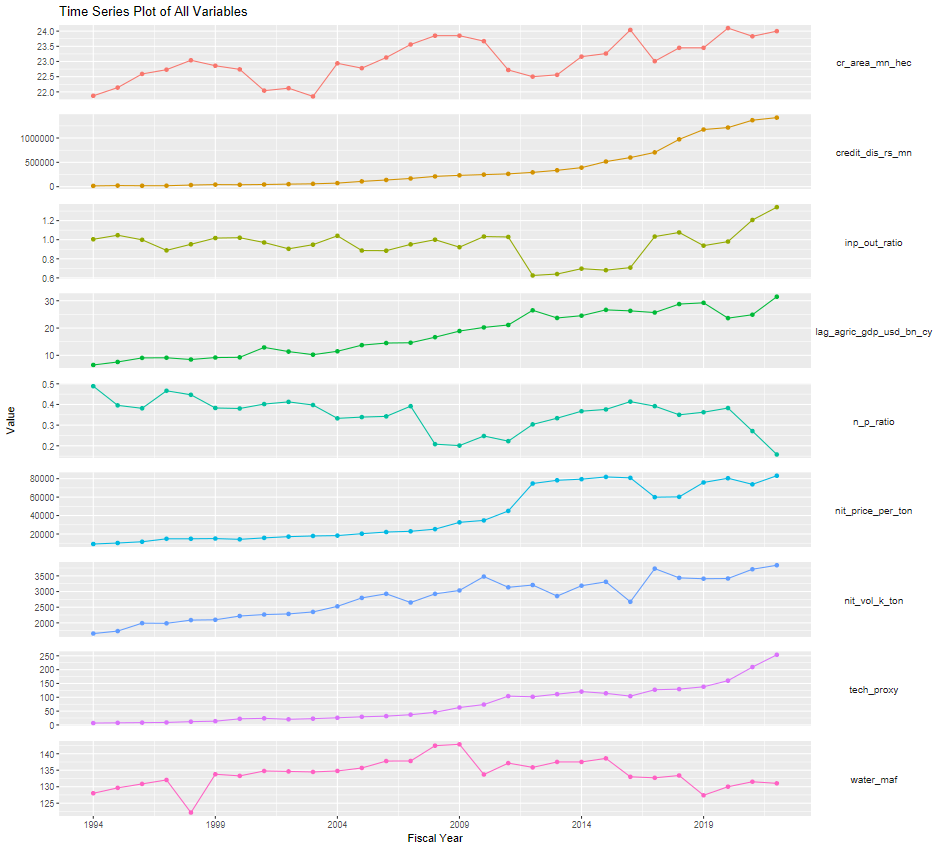 Time Series Plot of All Variables
24.0
23.5
23.0
22.5
22.0
cr_area_mn_hec
1000000
500000
0
credit_dis_rs_mn
1.2
1.0
0.8
0.6
inp_out_ratio
30
20
10
lag_agric_gdp_usd_bn_cy
0.5
0.4
0.3
0.2
n_p_ratio
Value
80000
60000
40000
20000
nit_price_per_ton
3500
3000
2500
2000
nit_vol_k_ton
250
200
150
100
50
0
tech_proxy
140
135
130
125
water_maf
1994 1999 2004 2009 2014 2019
Fiscal Year